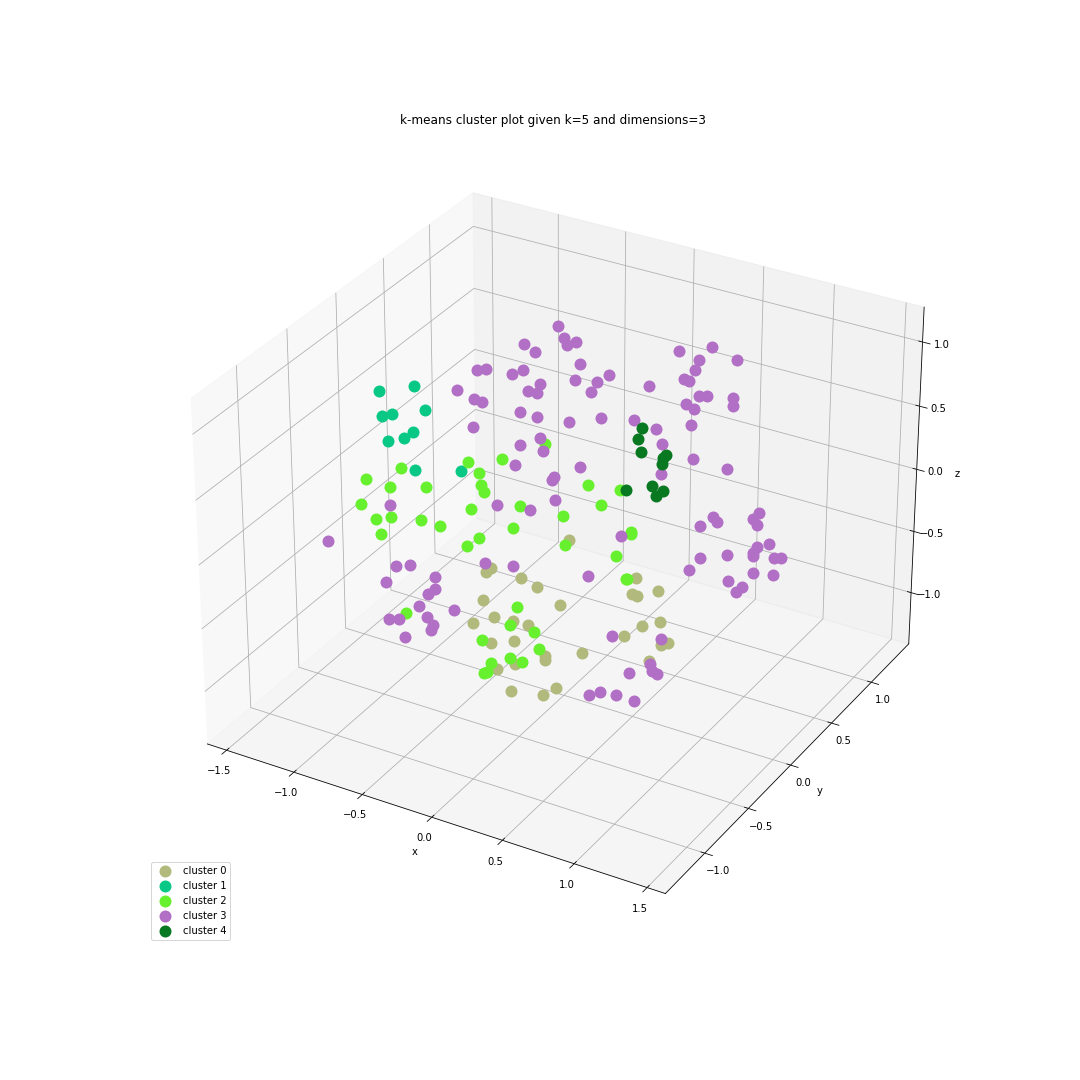 k-means cluster plot given k=5 and dimensions=3
1.0
0.5
0.0
z
−0.5
−1.0
1.0
0.5
0.0
y
−0.5
−1.0
−1.5
−1.0
−0.5
0.0
x
0.5
1.0
1.5
cluster 0
cluster 1
cluster 2
cluster 3
cluster 4